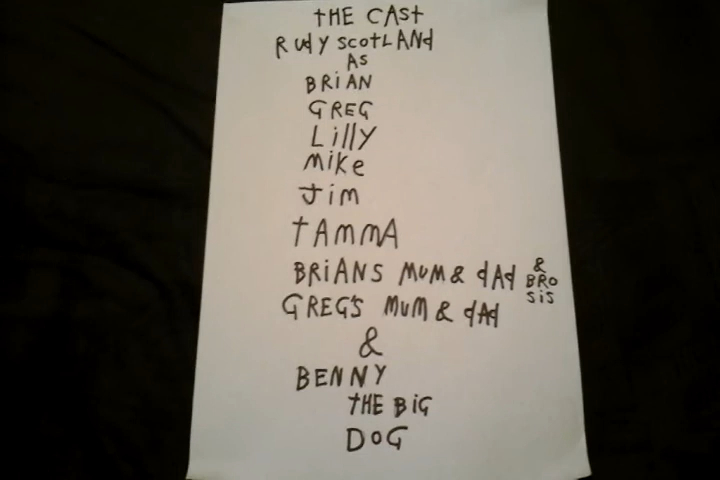 tHE CAst
RUdY scotLANd
As
BRiAN
GREG
LiLLY
mike
Jim
tAmmA
BRiANS mum & dAd & BRO sis
GREG'S mum & dAd
&
BENNY
tHE BiG
DOG